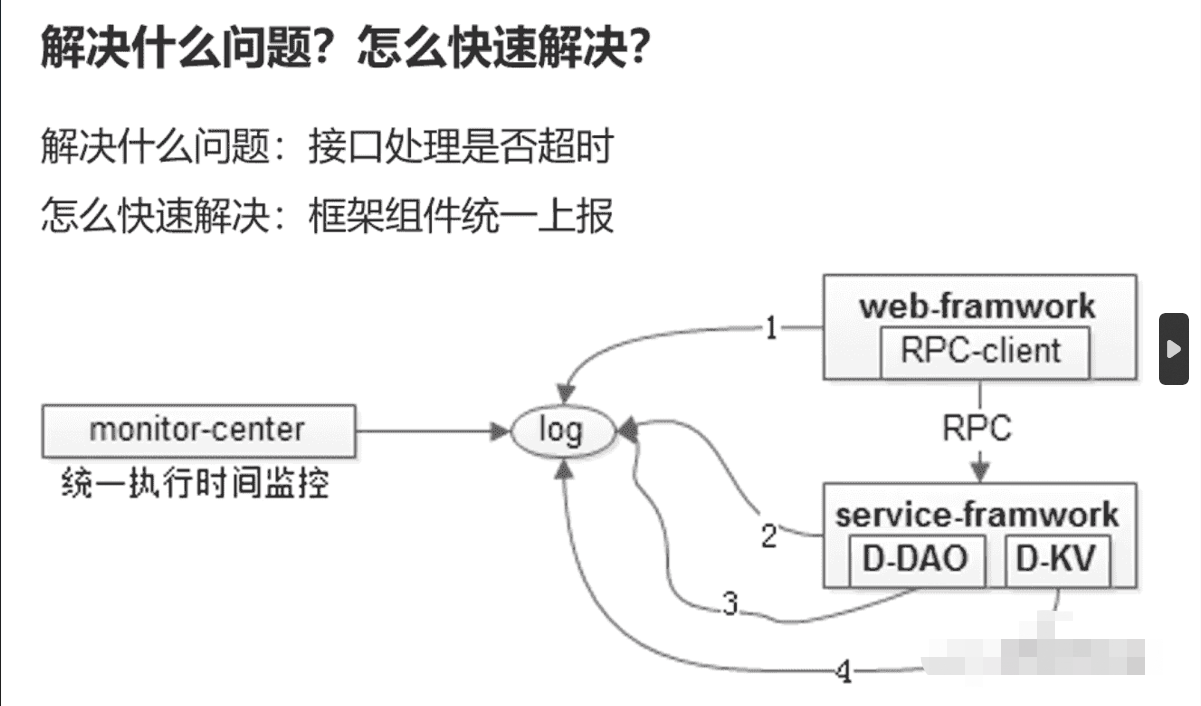 解决什么问题？怎么快速解决？
解决什么问题：接口处理是否超时
怎么快速解决：框架组件统一上报
web-framwork
1
RPC-client
monitor-center
log
RPC
统一执行时间监控
service-framwork
2
D-DAO
D-KV
3
4